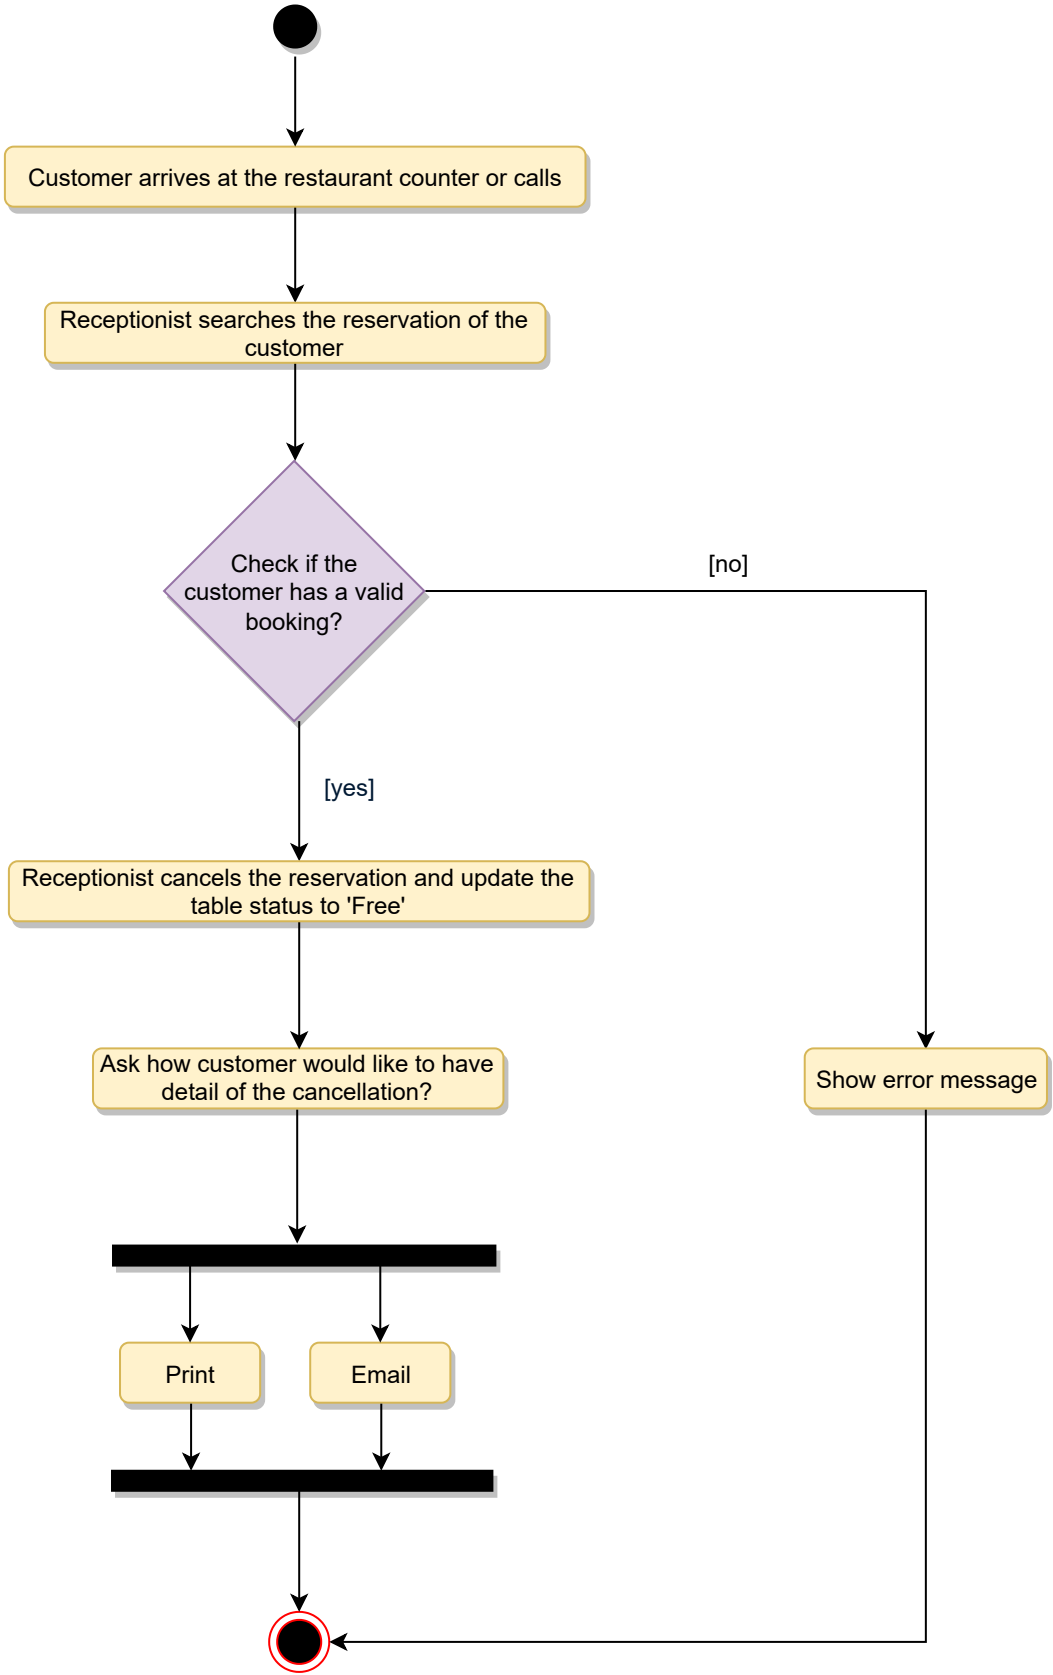 Customer arrives at the restaurant counter or calls
Receptionist searches the reservation of the
customer
Check if the
customer has a valid
booking?
[no]
[yes]
Receptionist cancels the reservation and update the
table status to 'Free'
Ask how customer would like to have
detail of the cancellation?
Show error message
Print
Email